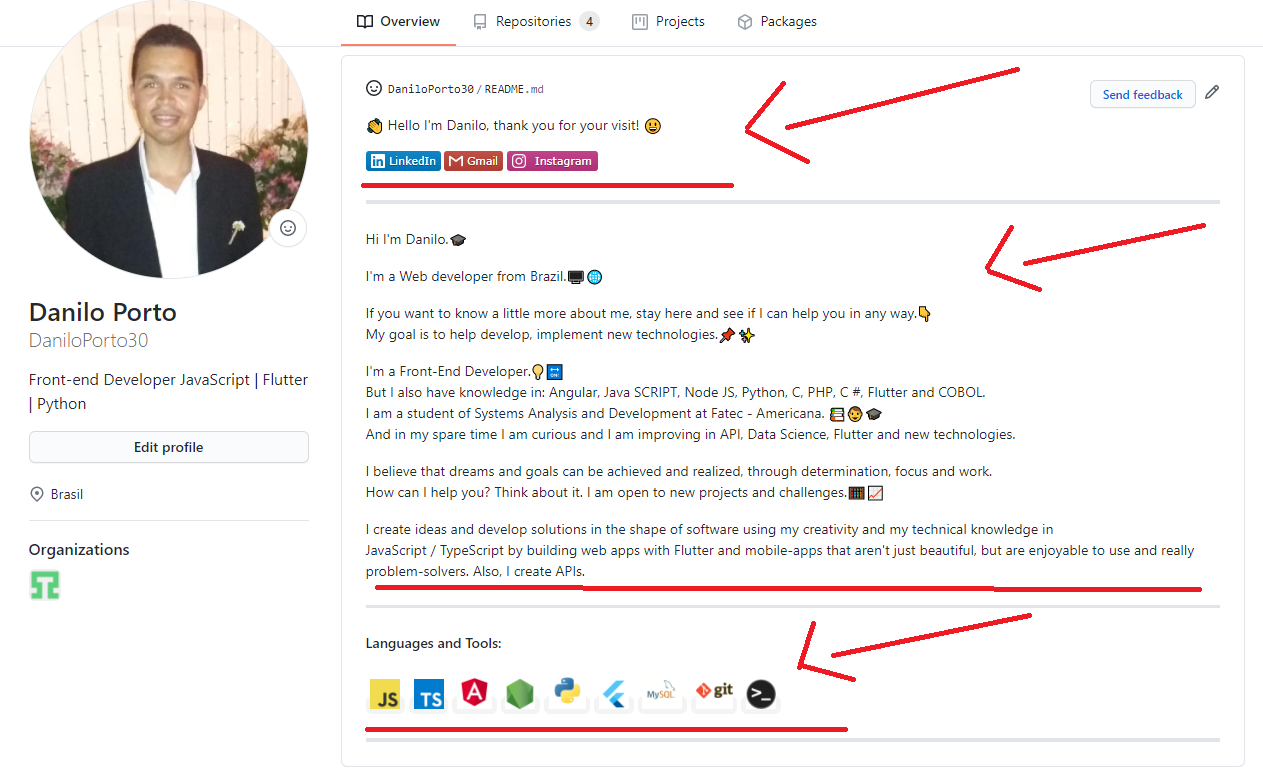 Overview Repositories 4 Projects Packages
DaniloPorto30 / README.md
Send feedback
👋 Hello I'm Danilo, thank you for your visit! 😃
LinkedIn Gmail Instagram
Hi I'm Danilo.🎓
I'm a Web developer from Brazil.🖥️🌐
If you want to know a little more about me, stay here and see if I can help you in any way.👇
My goal is to help develop, implement new technologies.📌✨
I'm a Front-End Developer.💡🔛
But I also have knowledge in: Angular, Java SCRIPT, Node JS, Python, C, PHP, C #, Flutter and COBOL.
I am a student of Systems Analysis and Development at Fatec - Americana. 📚👨🎓
And in my spare time I am curious and I am improving in API, Data Science, Flutter and new technologies.
I believe that dreams and goals can be achieved and realized, through determination, focus and work.
How can I help you? Think about it. I am open to new projects and challenges.🧮📈
I create ideas and develop solutions in the shape of software using my creativity and my technical knowledge in
JavaScript / TypeScript by building web apps with Flutter and mobile-apps that aren't just beautiful, but are enjoyable to use and really
problem-solvers. Also, I create APIs.
Languages and Tools:
JS TS A MySQL git >_
Danilo Porto
DaniloPorto30
Front-end Developer JavaScript | Flutter
| Python
Edit profile
Brasil
Organizations